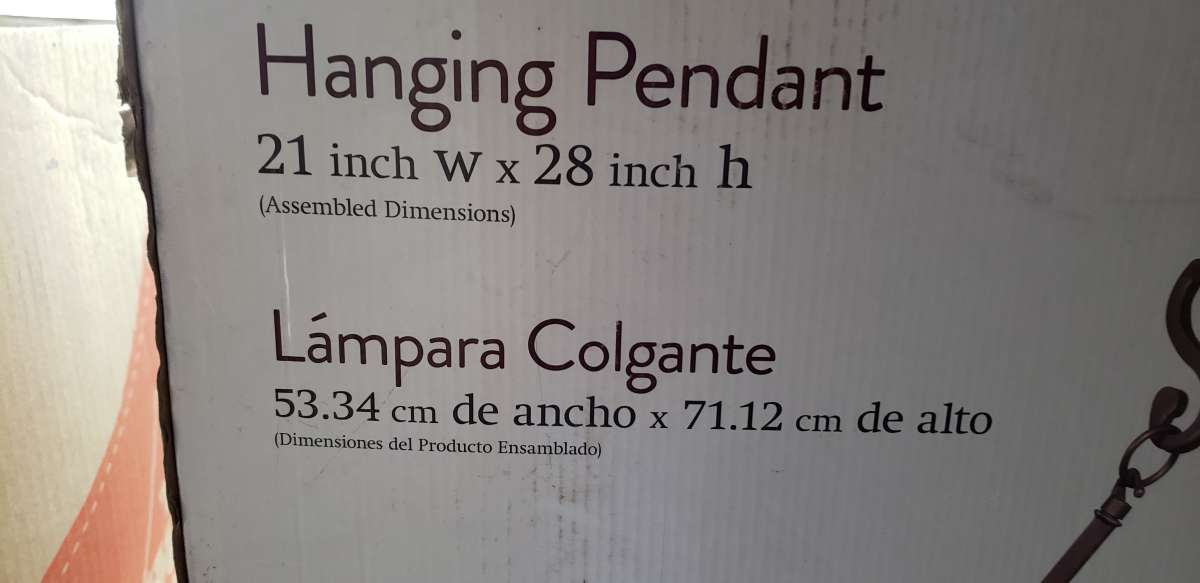 Hanging Pendant
21 inch w x 28 inch h
(Assembled Dimensions)
Lámpara Colgante
53.34 cm de ancho x 71.12 cm de alto
(Dimensiones del Producto Ensamblado)